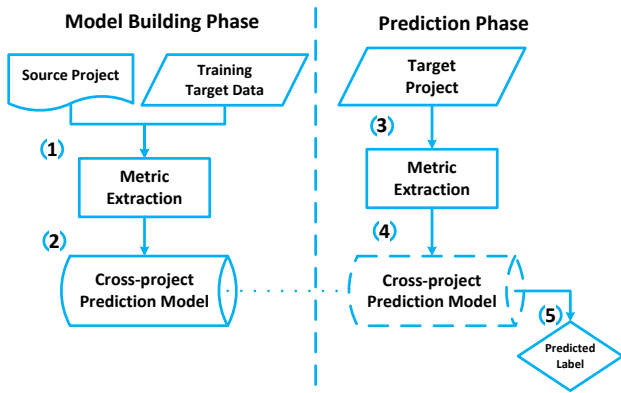 Model Building Phase
Source Project
Training
Target Data
(1)
Metric
Extraction
(2)
Cross-project
Prediction Model
Prediction Phase
Target
Project
(3)
Metric
Extraction
(4)
Cross-project
Prediction Model
(5)
Predicted
Label